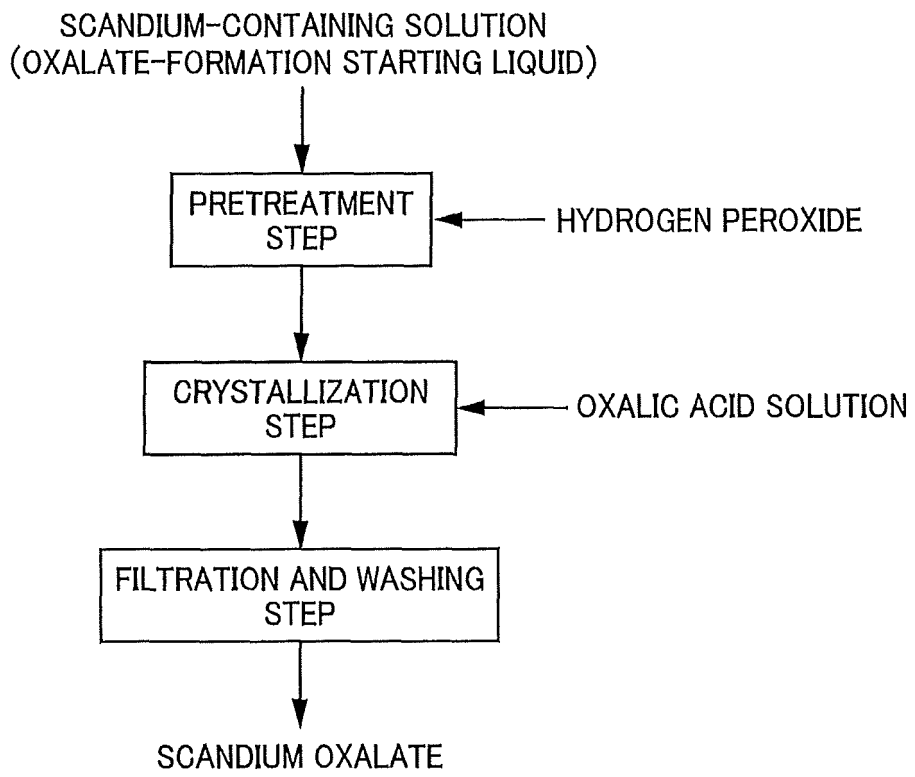 SCANDIUM-CONTAINING SOLUTION
(OXALATE-FORMATION STARTING LIQUID)
PRETREATMENT
STEP
HYDROGEN PEROXIDE
CRYSTALLIZATION
STEP
OXALIC ACID SOLUTION
FILTRATION AND WASHING
STEP
SCANDIUM OXALATE